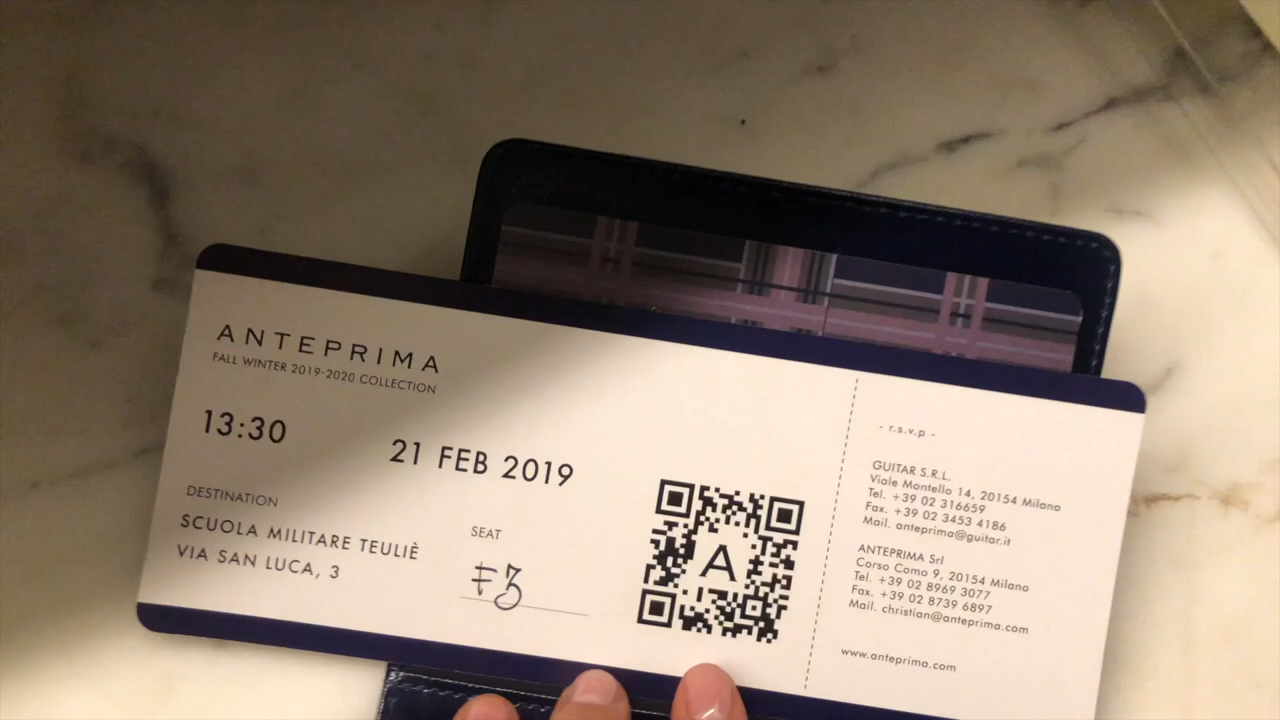 ANTEPRIMA
FALL WINTER 2019-2020 COLLECTION
13:30
21 FEB 2019
DESTINATION
SCUOLA MILITARE TEULIÈ
VIA SAN LUCA, 3
SEAT
F3
A
- r.s.v.p -
GUITAR S.R.L.
Viale Montello 14, 20154 Milano
Tel. +39 02 316659
Fax. +39 02 3453 4186
Mail. anteprima@guitar.it
ANTEPRIMA Srl
Corso Como 9, 20154 Milano
Tel. +39 02 8969 3077
Fax. +39 02 8739 6897
Mail. christian@anteprima.com
www.anteprima.com